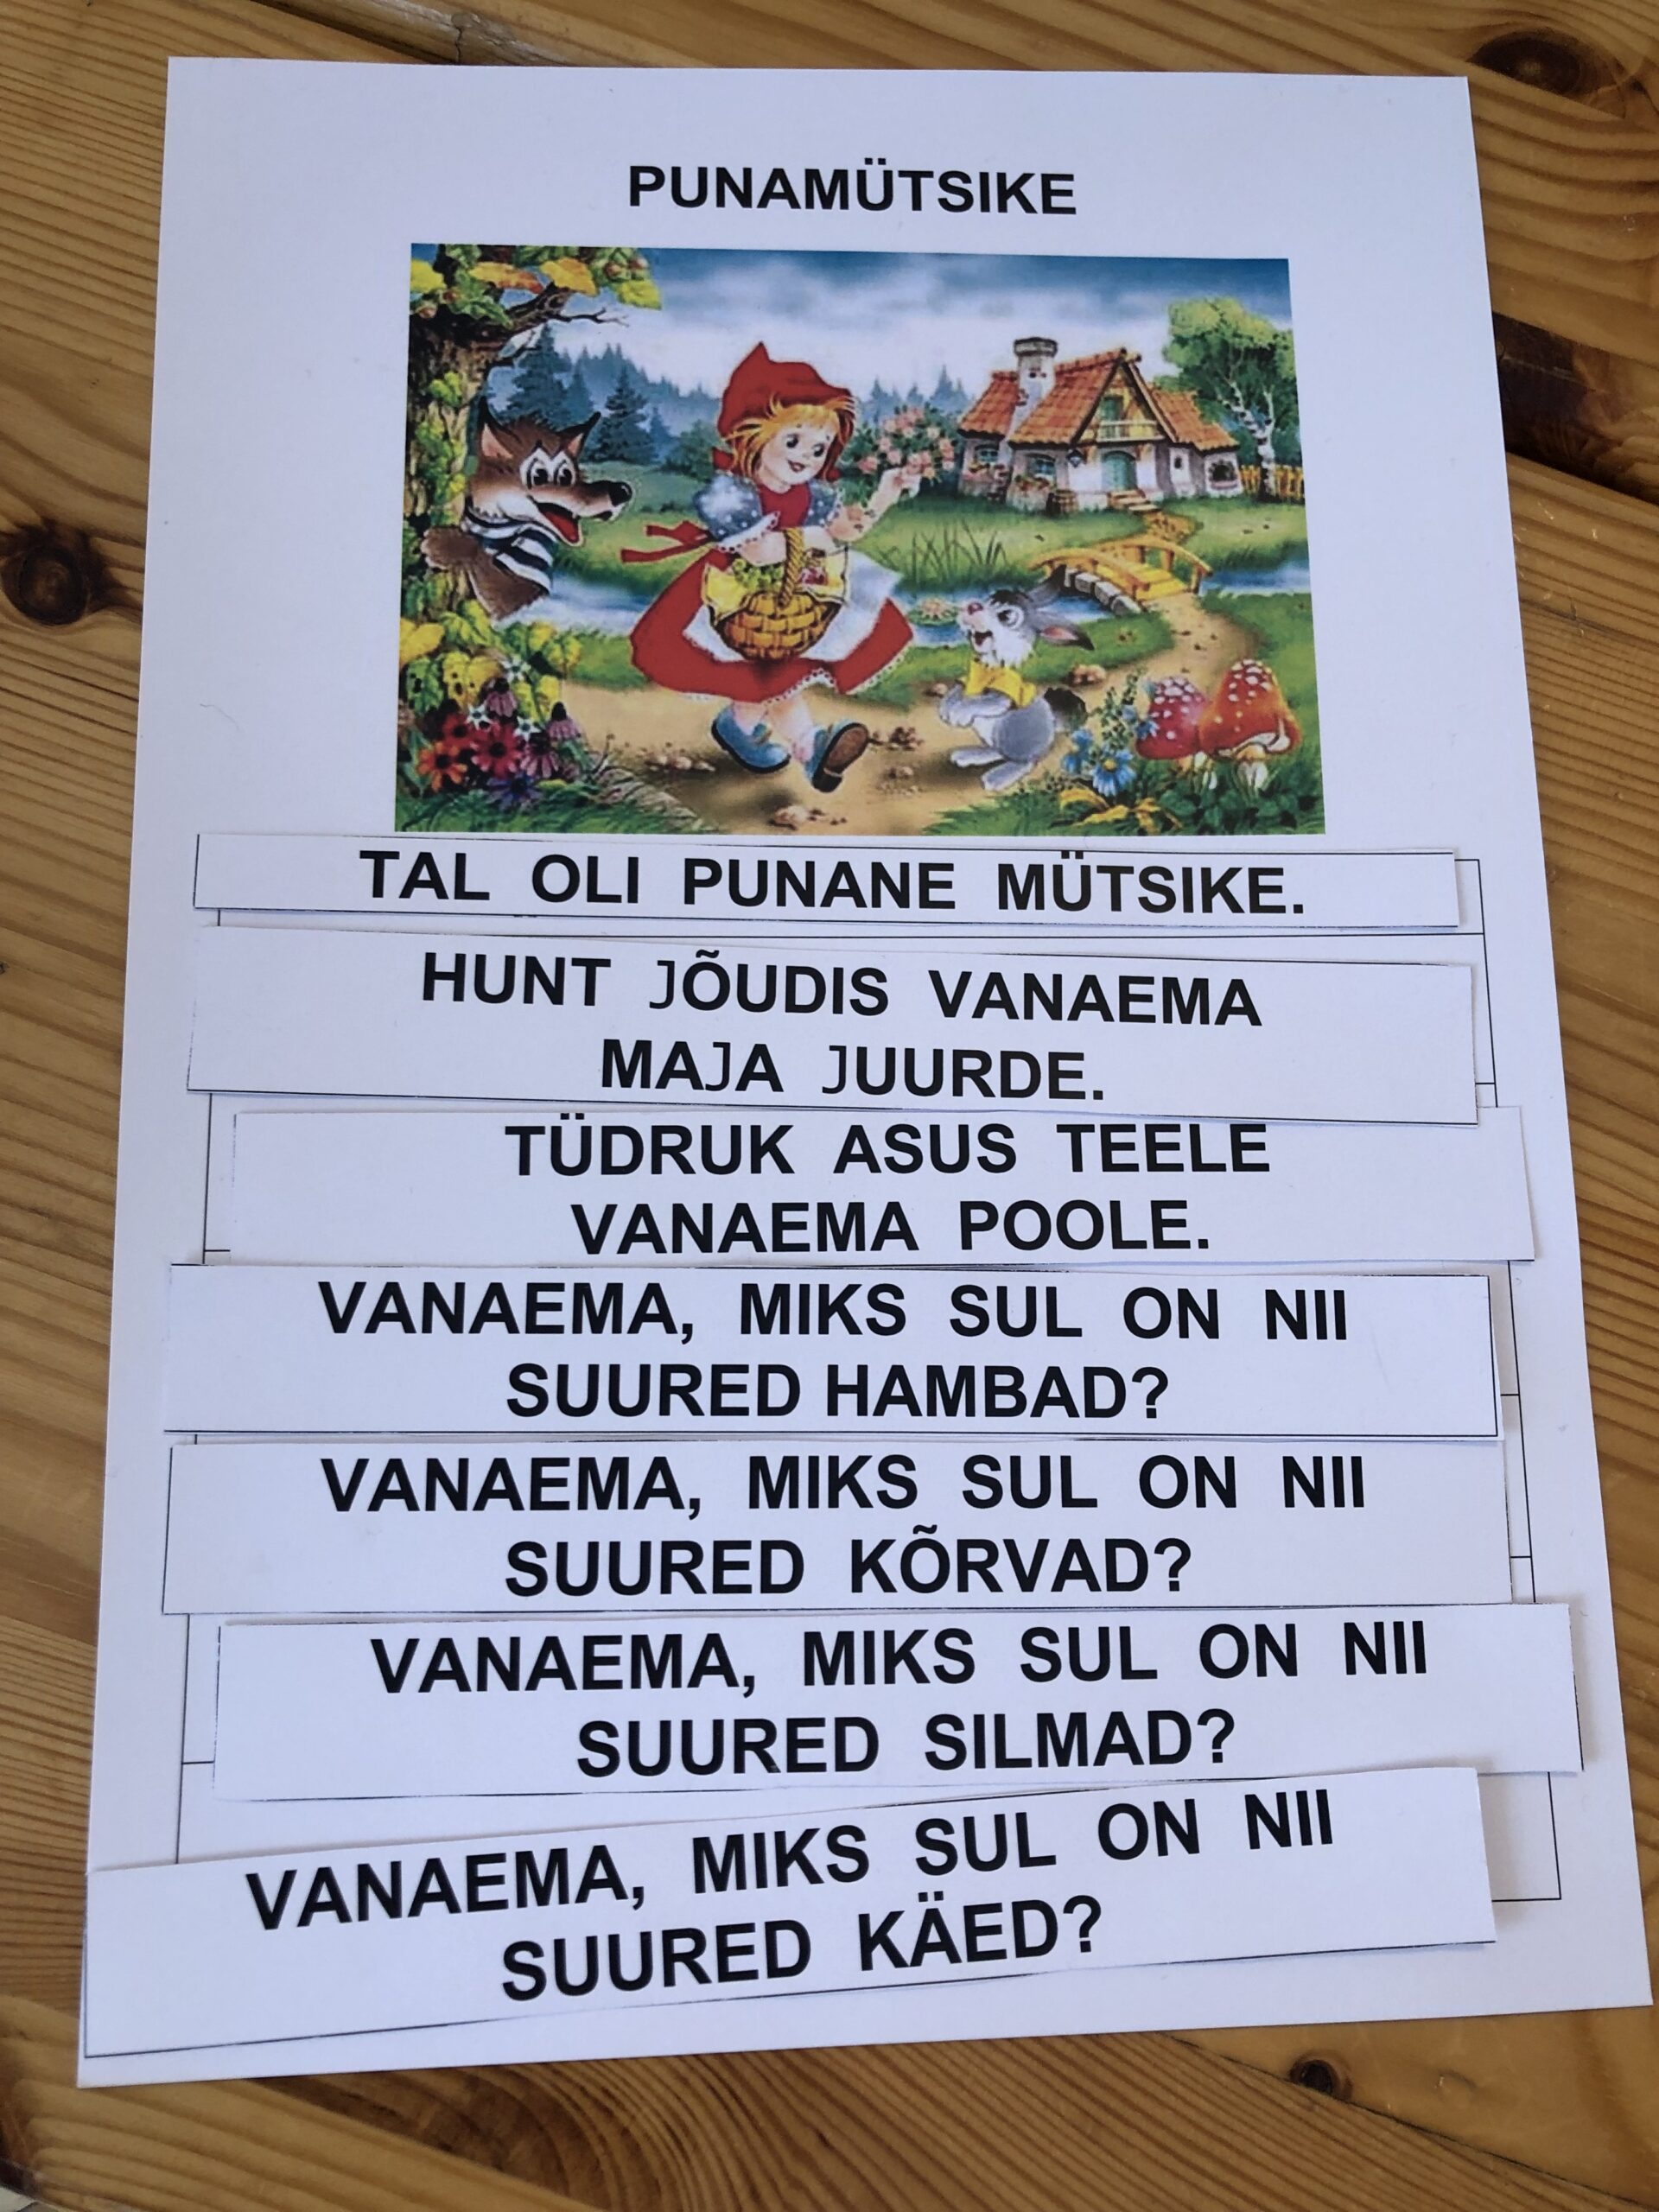 PUNAMÜTSIKE
TAL OLI PUNANE MÜTSIKE.
HUNT JÕUDIS VANAEMA
MAJA JUURDE.
TÜDRUK ASUS TEELE
VANAEMA POOLE.
VANAEMA, MIKS SUL ON NII
SUURED HAMBAD?
VANAEMA, MIKS SUL ON NII
SUURED KÕRVAD?
VANAEMA, MIKS SUL ON NII
SUURED SILMAD?
VANAEMA, MIKS SUL ON NII
SUURED KÄED?